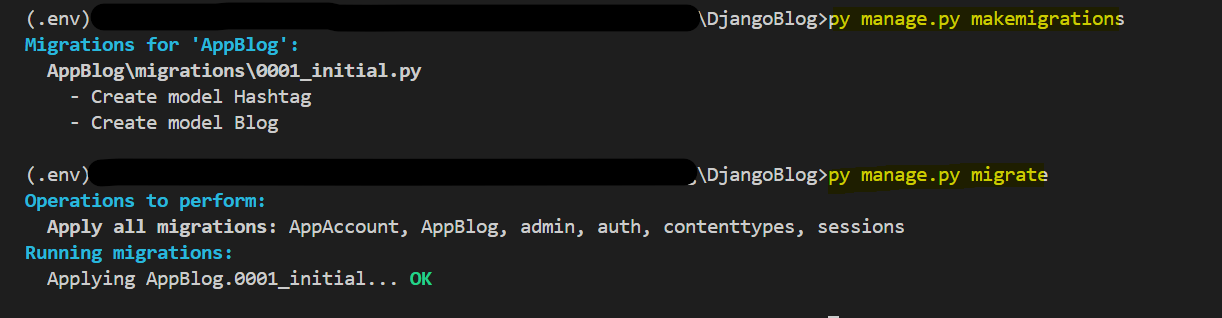 (.env) \DjangoBlog>py manage.py makemigrations
Migrations for 'AppBlog':
  AppBlog\migrations\0001_initial.py
    - Create model Hashtag
    - Create model Blog
(.env) \DjangoBlog>py manage.py migrate
Operations to perform:
  Apply all migrations: AppAccount, AppBlog, admin, auth, contenttypes, sessions
Running migrations:
  Applying AppBlog.0001_initial... OK